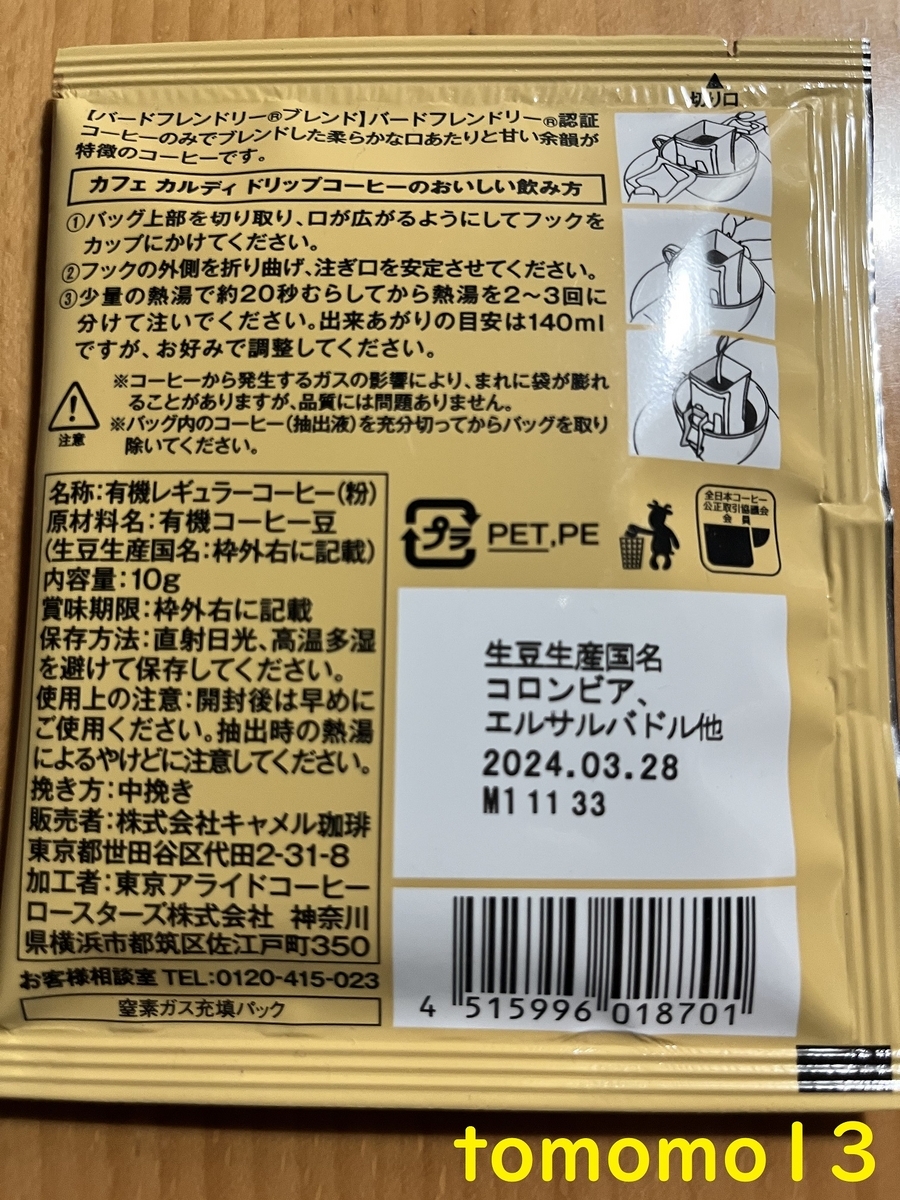 切り口
【バードフレンドリー®ブレンド】バードフレンドリー®認証
コーヒーのみでブレンドした柔らかな口あたりと甘い余韻が
特徴のコーヒーです。
カフェ カルディ ドリップコーヒーのおいしい飲み方
①バッグ上部を切り取り、口が広がるようにしてフックを
カップにかけてください。
②フックの外側を折り曲げ、注ぎ口を安定させてください。
③少量の熱湯で約20秒むらしてから熱湯を2〜3回に
分けて注いでください。出来あがりの目安は140ml
ですが、お好みで調整してください。
注意
※コーヒーから発生するガスの影響により、まれに袋が膨れ
ることがありますが、品質には問題ありません。
※バッグ内のコーヒー(抽出液)を充分切ってからバッグを取り
除いてください。
名称:有機レギュラーコーヒー(粉)
原材料名:有機コーヒー豆
(生豆生産国名:枠外右に記載)
内容量:10g
賞味期限:枠外右に記載
保存方法:直射日光、高温多湿
を避けて保存してください。
使用上の注意:開封後は早めに
ご使用ください。抽出時の熱湯
によるやけどに注意してください。
挽き方:中挽き
販売者:株式会社キャメル珈琲
東京都世田谷区代田2-31-8
加工者:東京アライドコーヒー
ロースターズ株式会社 神奈川
県横浜市都筑区佐江戸町350
お客様相談室 TEL:0120-415-023
窒素ガス充填パック
プラ
PET,PE
全日本コーヒー
公正取引協議会
会員
生豆生産国名
コロンビア、
エルサルバドル他
2024.03.28
M1 11 33
4 515996 018701
tomomo13